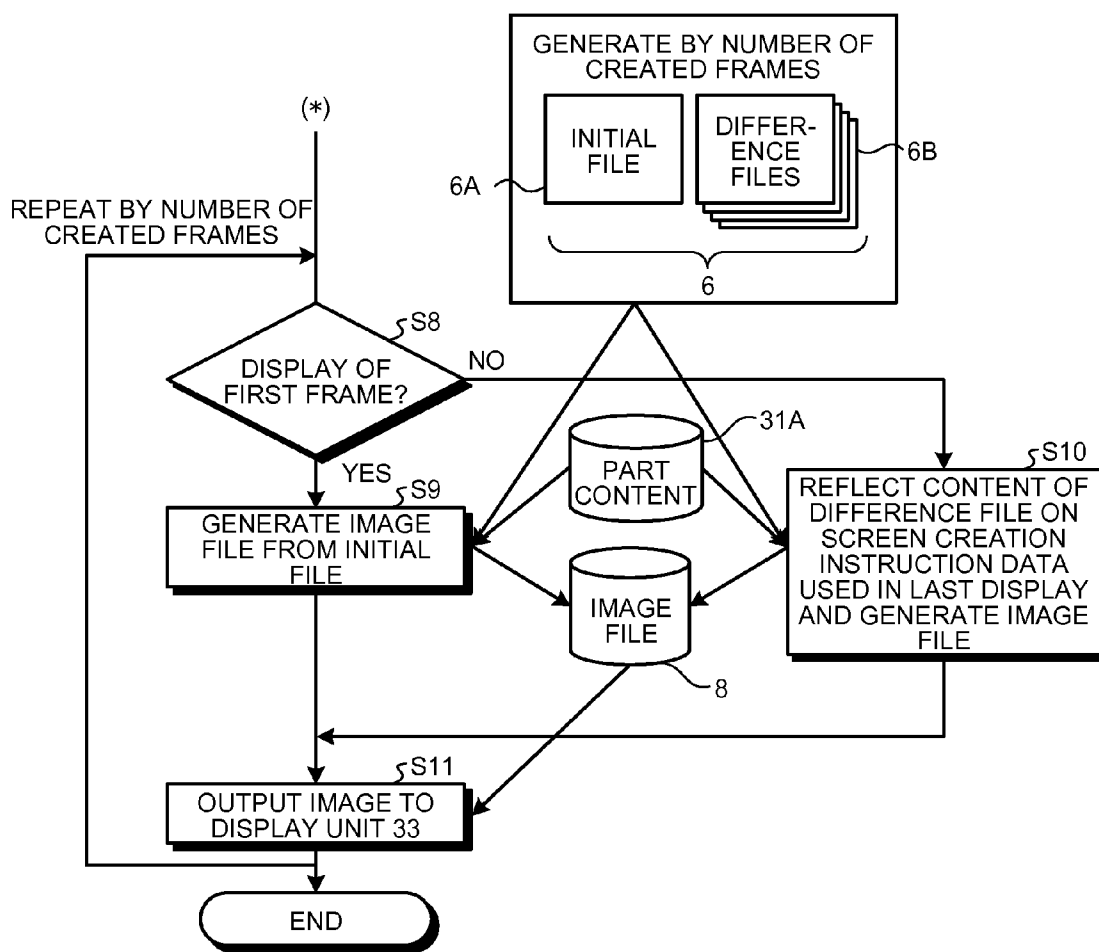 GENERATE BY NUMBER OF
CREATED FRAMES
(*)
INITIAL
FILE
DIFFER-
ENCE
FILES
6A
6B
6
REPEAT BY NUMBER OF
CREATED FRAMES
S8
DISPLAY OF
FIRST FRAME?
NO
YES
31A
PART
CONTENT
S9
GENERATE IMAGE
FILE FROM INITIAL
FILE
S10
REFLECT CONTENT OF
DIFFERENCE FILE ON
SCREEN CREATION
INSTRUCTION DATA
USED IN LAST DISPLAY
AND GENERATE IMAGE
FILE
IMAGE
FILE
8
S11
OUTPUT IMAGE TO
DISPLAY UNIT 33
END